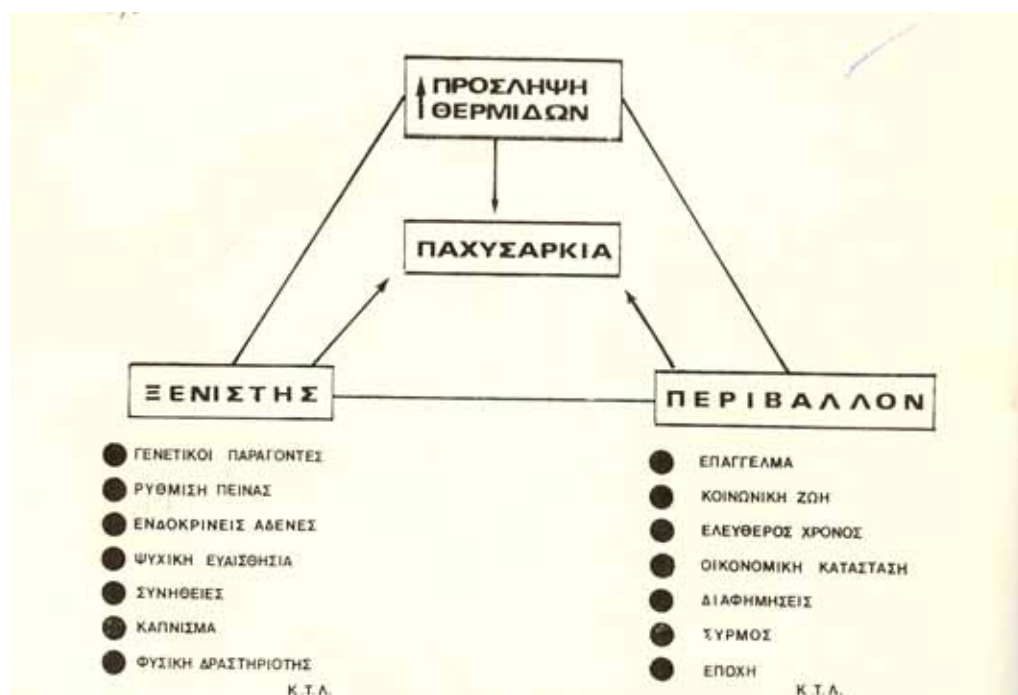 ΠΡΟΣΛΗΨΗ
ΘΕΡΜΙΔΩΝ
ΠΑΧΥΣΑΡΚΙΑ
ΞΕΝΙΣΤΗΣ
ΓΕΝΕΤΙΚΟΙ ΠΑΡΑΓΟΝΤΕΣ
ΡΥΘΜΙΣΗ ΠΕΙΝΑΣ
ΕΝΔΟΚΡΙΝΕΙΣ ΑΔΕΝΕΣ
ΨΥΧΙΚΗ ΕΥΑΙΣΘΗΣΙΑ
ΣΥΝΗΘΕΙΕΣ
ΚΑΠΝΙΣΜΑ
ΦΥΣΙΚΗ ΔΡΑΣΤΗΡΙΟΤΗΣ
Κ.Τ.Λ.
ΠΕΡΙΒΑΛΛΟΝ
ΕΠΑΓΓΕΛΜΑ
ΚΟΙΝΩΝΙΚΗ ΖΩΗ
ΕΛΕΥΘΕΡΟΣ ΧΡΟΝΟΣ
ΟΙΚΟΝΟΜΙΚΗ ΚΑΤΑΣΤΑΣΗ
ΔΙΑΦΗΜΗΣΕΙΣ
ΣΥΡΜΟΣ
ΕΠΟΧΗ
Κ.Τ.Λ.